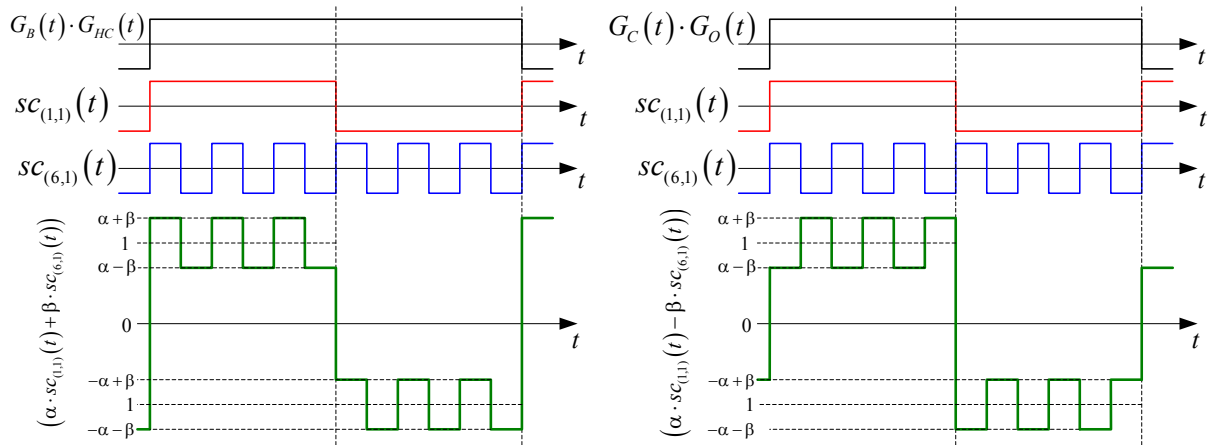 G_B(t)·G_HC(t)
t
sc_(1,1)(t)
t
sc_(6,1)(t)
t
(α·sc_(1,1)(t)+β·sc_(6,1)(t))
α+β
1
α−β
0
t
−α+β
1
−α−β
G_C(t)·G_O(t)
t
sc_(1,1)(t)
t
sc_(6,1)(t)
t
(α·sc_(1,1)(t)−β·sc_(6,1)(t))
α+β
1
α−β
0
t
−α+β
1
−α−β